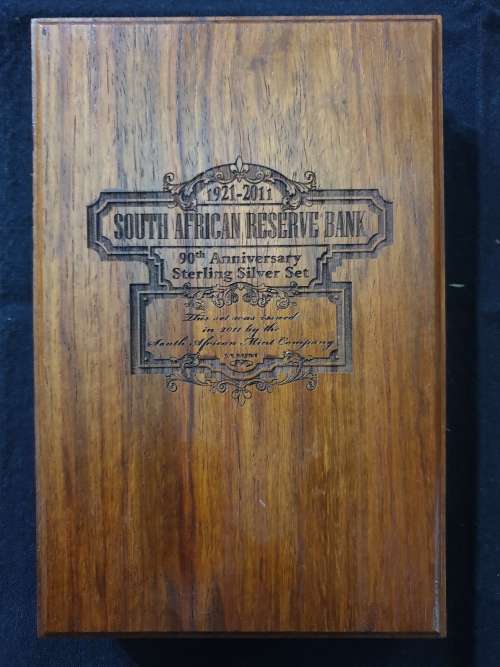 1921-2011
SOUTH AFRICAN RESERVE BANK
90th Anniversary
Sterling Silver Set
This set was issued
in 2011 by the
South African Mint Company